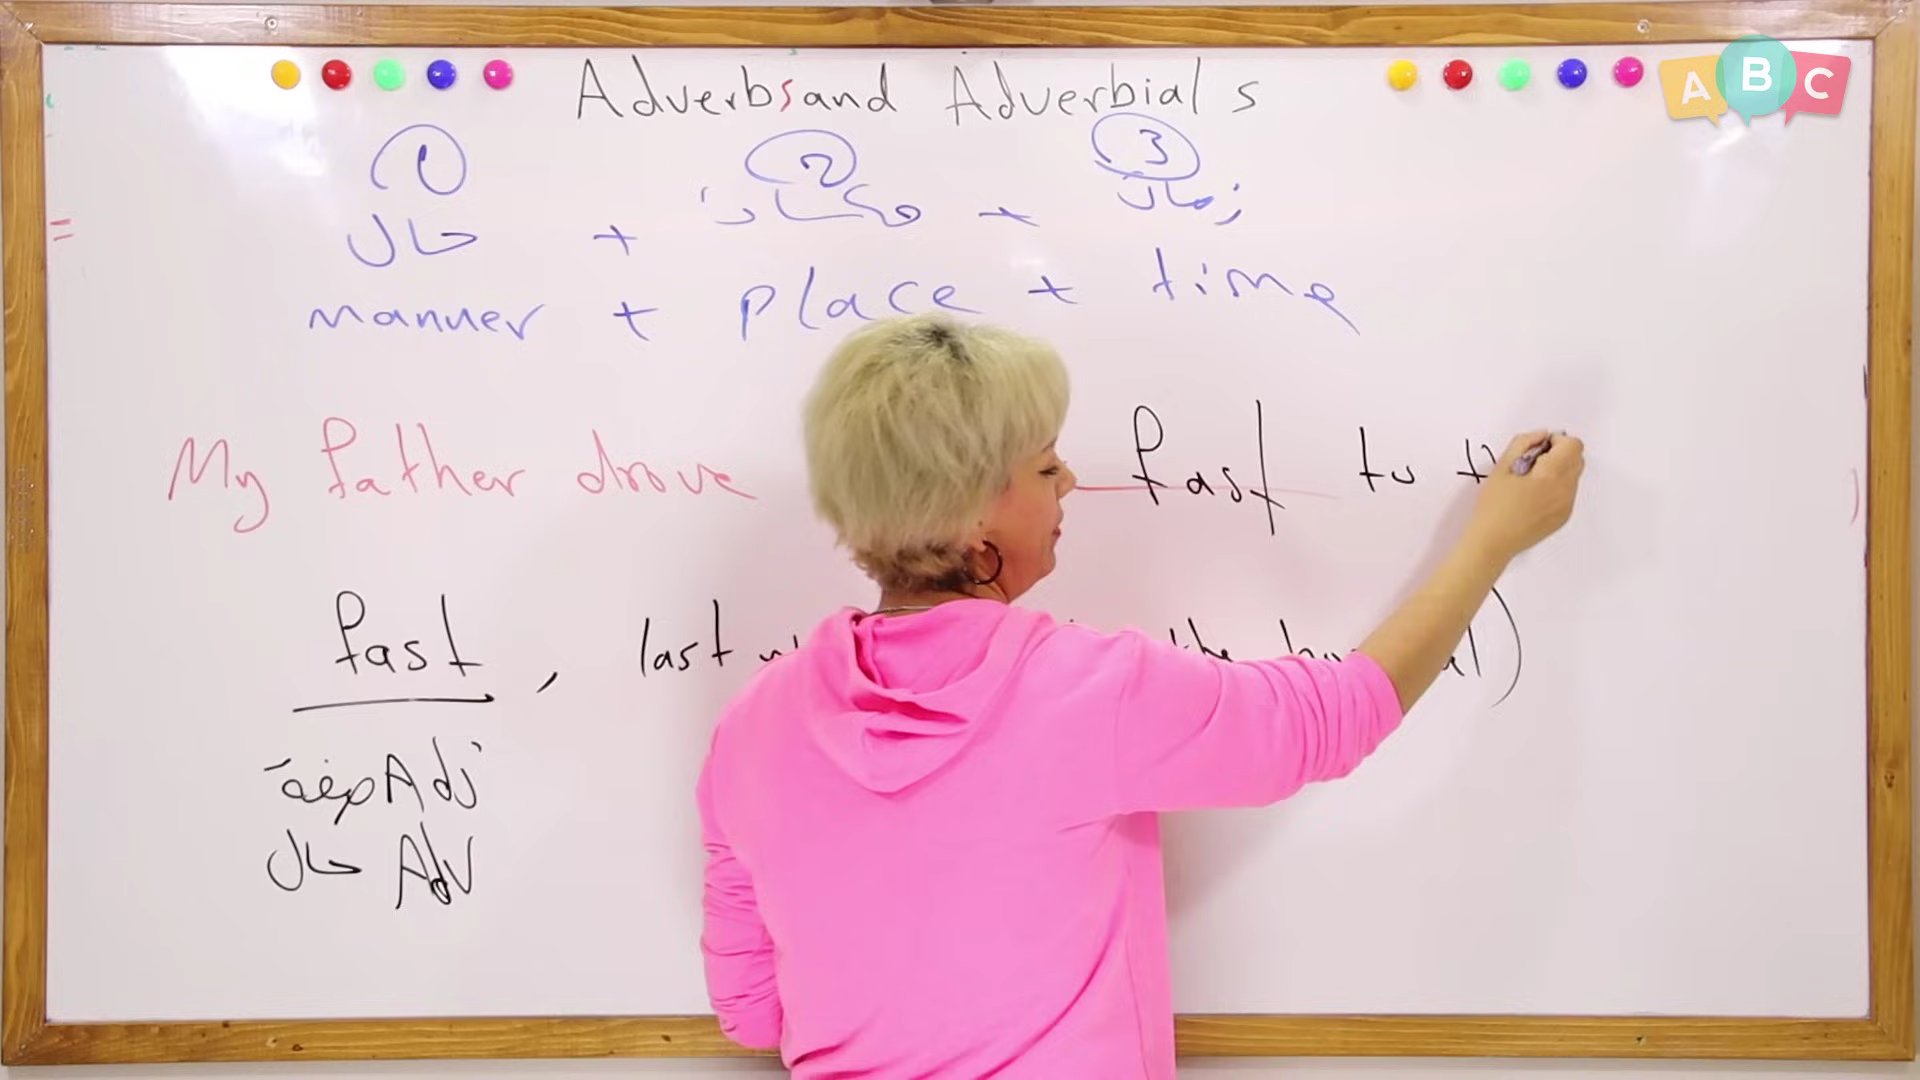 Adverbs and Adverbials
A B C
1 2 3
حال + مكان + زمان
manner + place + time
My father drove fast to
fast, last the
صفة Adj
حال Adv